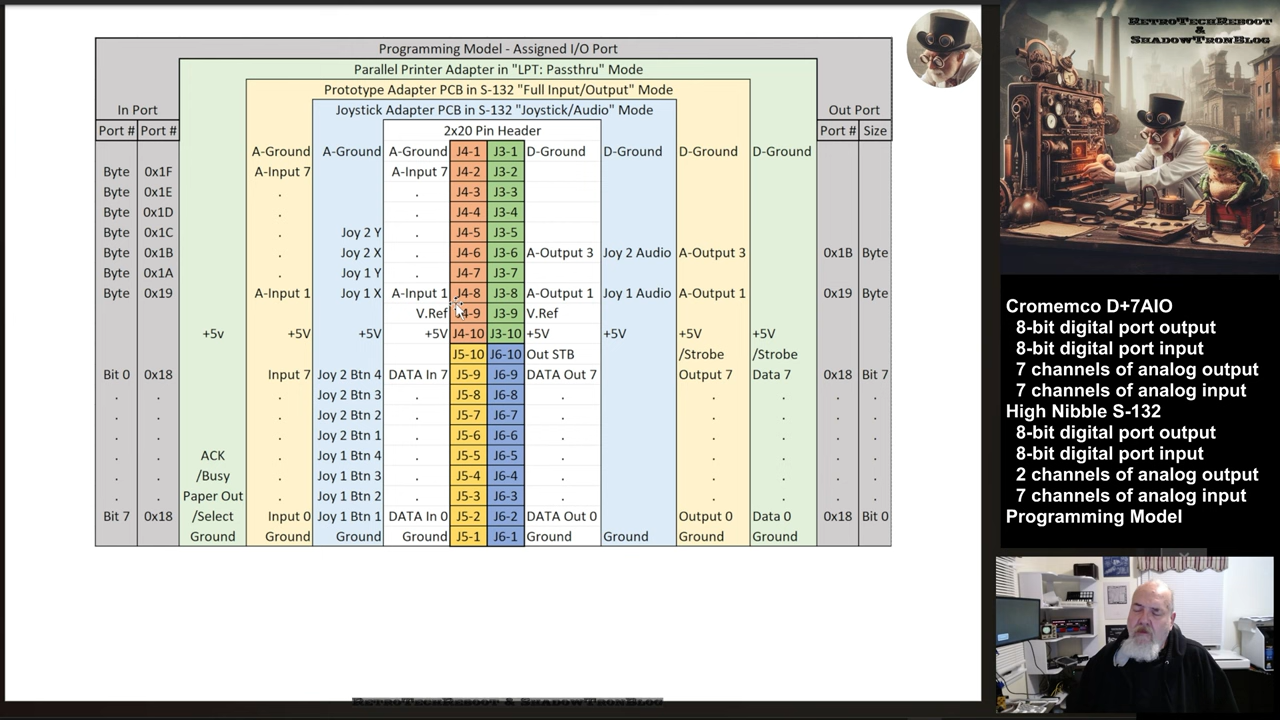 Programming Model - Assigned I/O Port
Parallel Printer Adapter in "LPT: Passthru" Mode
Prototype Adapter PCB in S-132 "Full Input/Output" Mode
In Port Joystick Adapter PCB in S-132 "Joystick/Audio" Mode Out Port
Port # Port # 2x20 Pin Header Port # Size
A-Ground A-Ground A-Ground J4-1 J3-1 D-Ground D-Ground D-Ground D-Ground
Byte 0x1F A-Input 7 A-Input 7 J4-2 J3-2
Byte 0x1E . . J4-3 J3-3
Byte 0x1D . . J4-4 J3-4
Byte 0x1C . Joy 2 Y . J4-5 J3-5
Byte 0x1B . Joy 2 X . J4-6 J3-6 A-Output 3 Joy 2 Audio A-Output 3 0x1B Byte
Byte 0x1A . Joy 1 Y . J4-7 J3-7
Byte 0x19 A-Input 1 Joy 1 X A-Input 1 J4-8 J3-8 A-Output 1 Joy 1 Audio A-Output 1 0x19 Byte
V.Ref J4-9 J3-9 V.Ref
+5v +5V +5V +5V J4-10 J3-10 +5V +5V +5V +5V
J5-10 J6-10 Out STB /Strobe /Strobe
Bit 0 0x18 Input 7 Joy 2 Btn 4 DATA In 7 J5-9 J6-9 DATA Out 7 Output 7 Data 7 0x18 Bit 7
. . . Joy 2 Btn 3 . J5-8 J6-8 . . . . .
. . . Joy 2 Btn 2 . J5-7 J6-7 . . . . .
. . . Joy 2 Btn 1 . J5-6 J6-6 . . . . .
. . ACK . Joy 1 Btn 4 . J5-5 J6-5 . . . . .
. . /Busy . Joy 1 Btn 3 . J5-4 J6-4 . . . . .
. . Paper Out . Joy 1 Btn 2 . J5-3 J6-3 . . . . .
Bit 7 0x18 /Select Input 0 Joy 1 Btn 1 DATA In 0 J5-2 J6-2 DATA Out 0 Output 0 Data 0 0x18 Bit 0
Ground Ground Ground Ground J5-1 J6-1 Ground Ground Ground Ground
RetroTechReboot & ShadowTronBlog
RetroTechReboot
&
ShadowTronBlog
Cromemco D+7AIO
8-bit digital port output
8-bit digital port input
7 channels of analog output
7 channels of analog input
High Nibble S-132
8-bit digital port output
8-bit digital port input
2 channels of analog output
7 channels of analog input
Programming Model